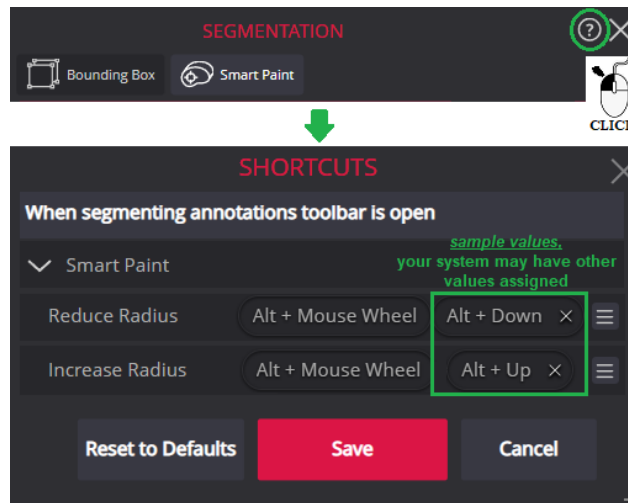 SEGMENTATION
Bounding Box Smart Paint
CLICK
SHORTCUTS
When segmenting annotations toolbar is open
sample values,
your system may have other
values assigned
Smart Paint
Reduce Radius Alt + Mouse Wheel Alt + Down ×
Increase Radius Alt + Mouse Wheel Alt + Up ×
Reset to Defaults Save Cancel